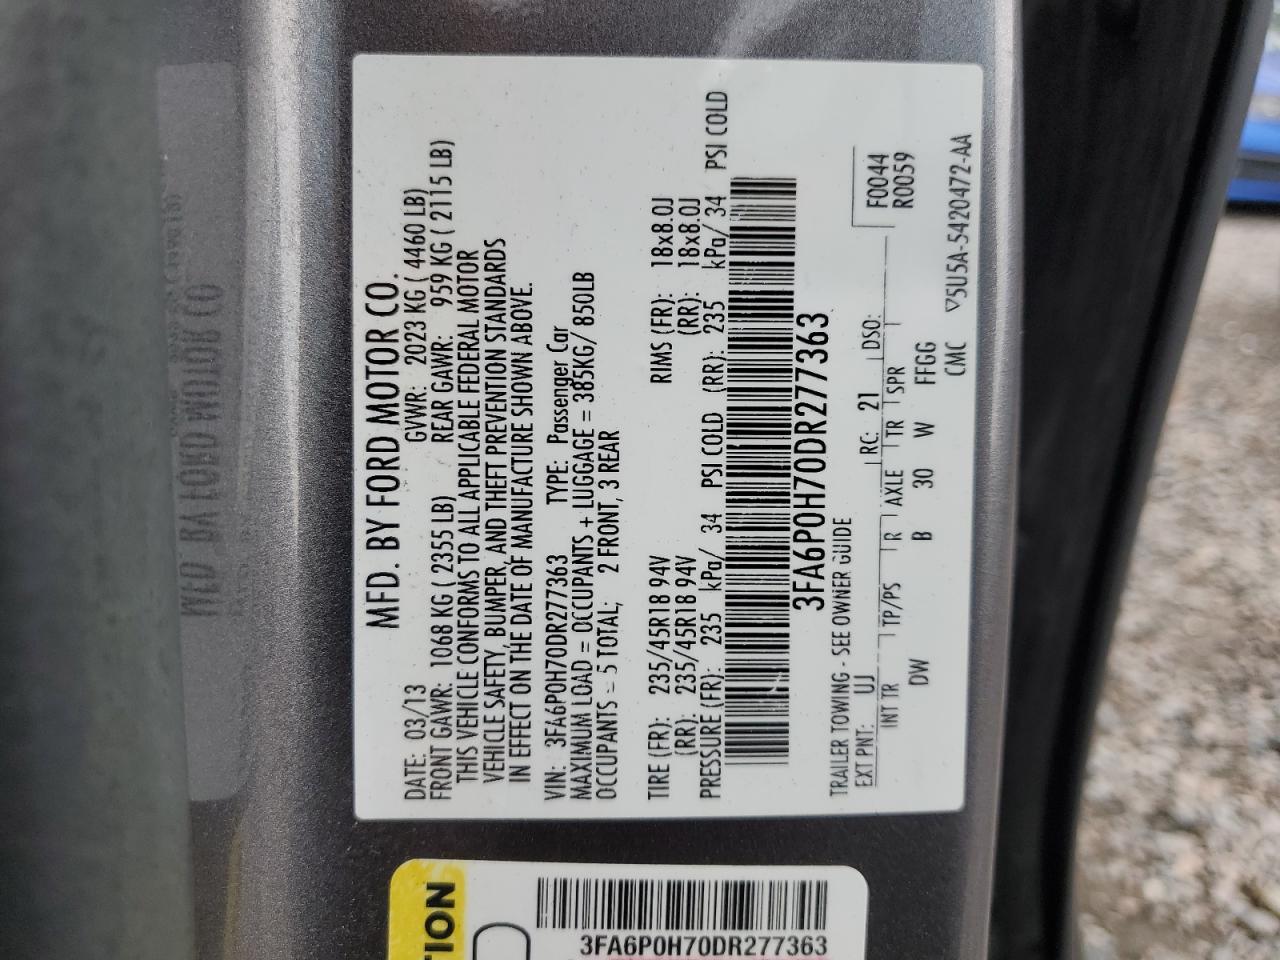 MFD. BY FORD MOTOR CO.
DATE: 03/13 GVWR: 2023 KG ( 4460 LB)
FRONT GAWR: 1068 KG ( 2355 LB) REAR GAWR: 959 KG ( 2115 LB)
THIS VEHICLE CONFORMS TO ALL APPLICABLE FEDERAL MOTOR
VEHICLE SAFETY, BUMPER, AND THEFT PREVENTION STANDARDS
IN EFFECT ON THE DATE OF MANUFACTURE SHOWN ABOVE.
VIN: 3FA6P0H70DR277363 TYPE: Passenger Car
MAXIMUM LOAD = OCCUPANTS + LUGGAGE = 385KG/ 850LB
OCCUPANTS = 5 TOTAL; 2 FRONT, 3 REAR
TIRE (FR): 235/45R18 94V RIMS (FR): 18x8.0J
(RR): 235/45R18 94V (RR): 18x8.0J
PRESSURE (FR): 235 kPa/ 34 PSI COLD (RR): 235 kPa/ 34 PSI COLD
3FA6P0H70DR277363
TRAILER TOWING - SEE OWNER GUIDE
EXT PNT: UJ RC: 21 DSO: F0044
INT TR TP/PS R AXLE TR SPR R0059
DW B 30 W FFGG
CMC ▽5U5A-5420472-AA
TION
3FA6P0H70DR277363